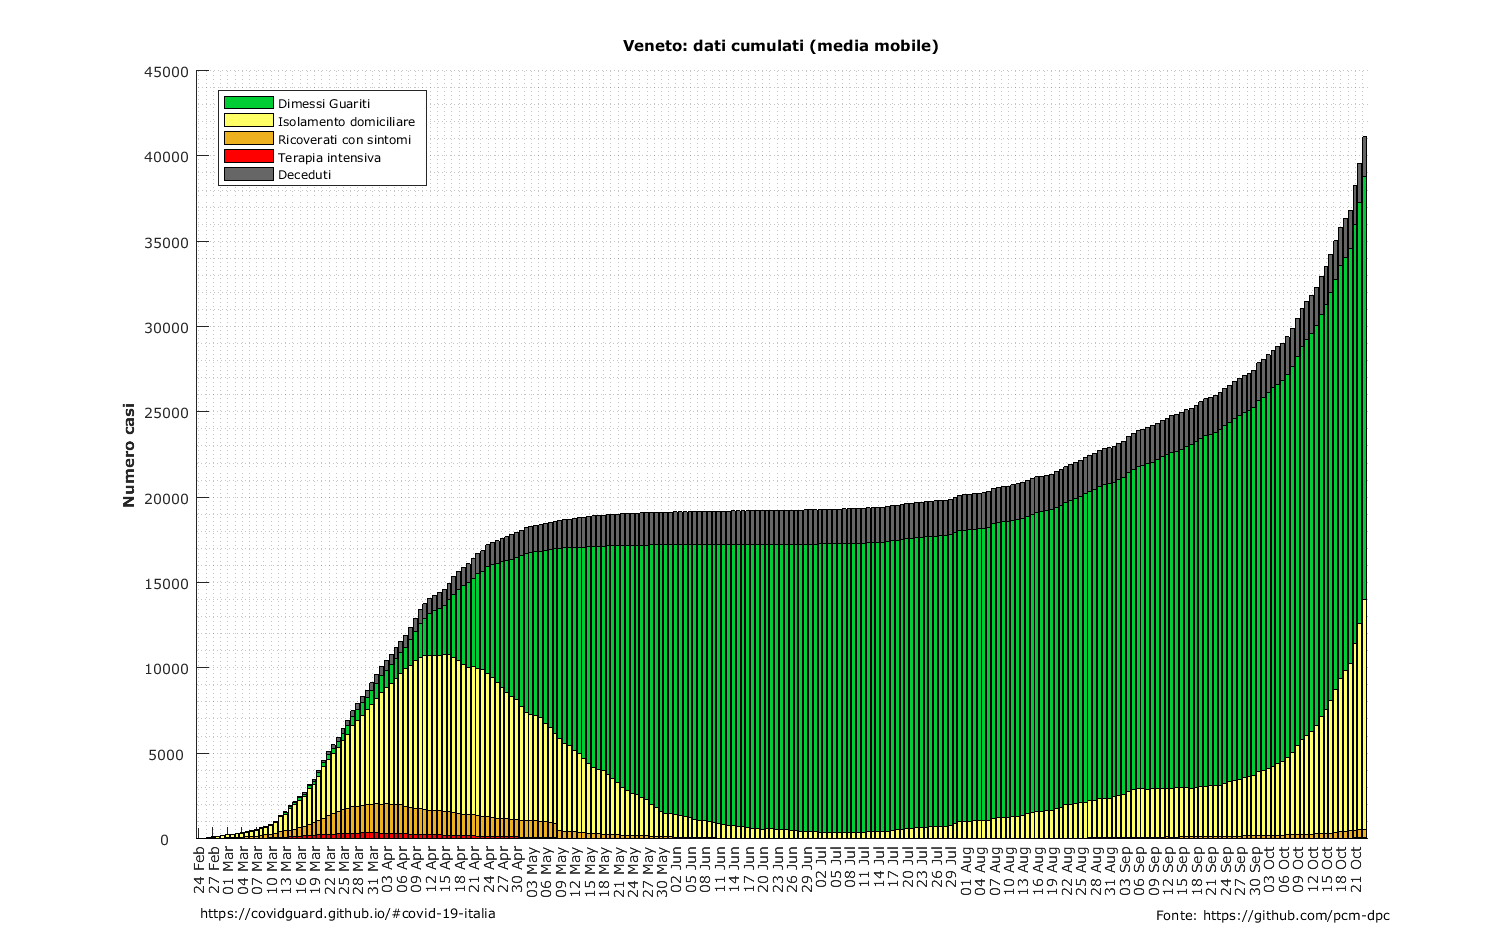 Veneto: dati cumulati (media mobile)
45000
40000
35000
30000
25000
20000
15000
10000
5000
0
Numero casi
Dimessi Guariti
Isolamento domiciliare
Ricoverati con sintomi
Terapia intensiva
Deceduti
24 Feb
27 Feb
01 Mar
04 Mar
07 Mar
10 Mar
13 Mar
16 Mar
19 Mar
22 Mar
25 Mar
28 Mar
31 Mar
03 Apr
06 Apr
09 Apr
12 Apr
15 Apr
18 Apr
21 Apr
24 Apr
27 Apr
30 Apr
03 May
06 May
09 May
12 May
15 May
18 May
21 May
24 May
27 May
30 May
02 Jun
05 Jun
08 Jun
11 Jun
14 Jun
17 Jun
20 Jun
23 Jun
26 Jun
29 Jun
02 Jul
05 Jul
08 Jul
11 Jul
14 Jul
17 Jul
20 Jul
23 Jul
26 Jul
29 Jul
01 Aug
04 Aug
07 Aug
10 Aug
13 Aug
16 Aug
19 Aug
22 Aug
25 Aug
28 Aug
31 Aug
03 Sep
06 Sep
09 Sep
12 Sep
15 Sep
18 Sep
21 Sep
24 Sep
27 Sep
30 Sep
03 Oct
06 Oct
09 Oct
12 Oct
15 Oct
18 Oct
21 Oct
https://covidguard.github.io/#covid-19-italia
Fonte: https://github.com/pcm-dpc